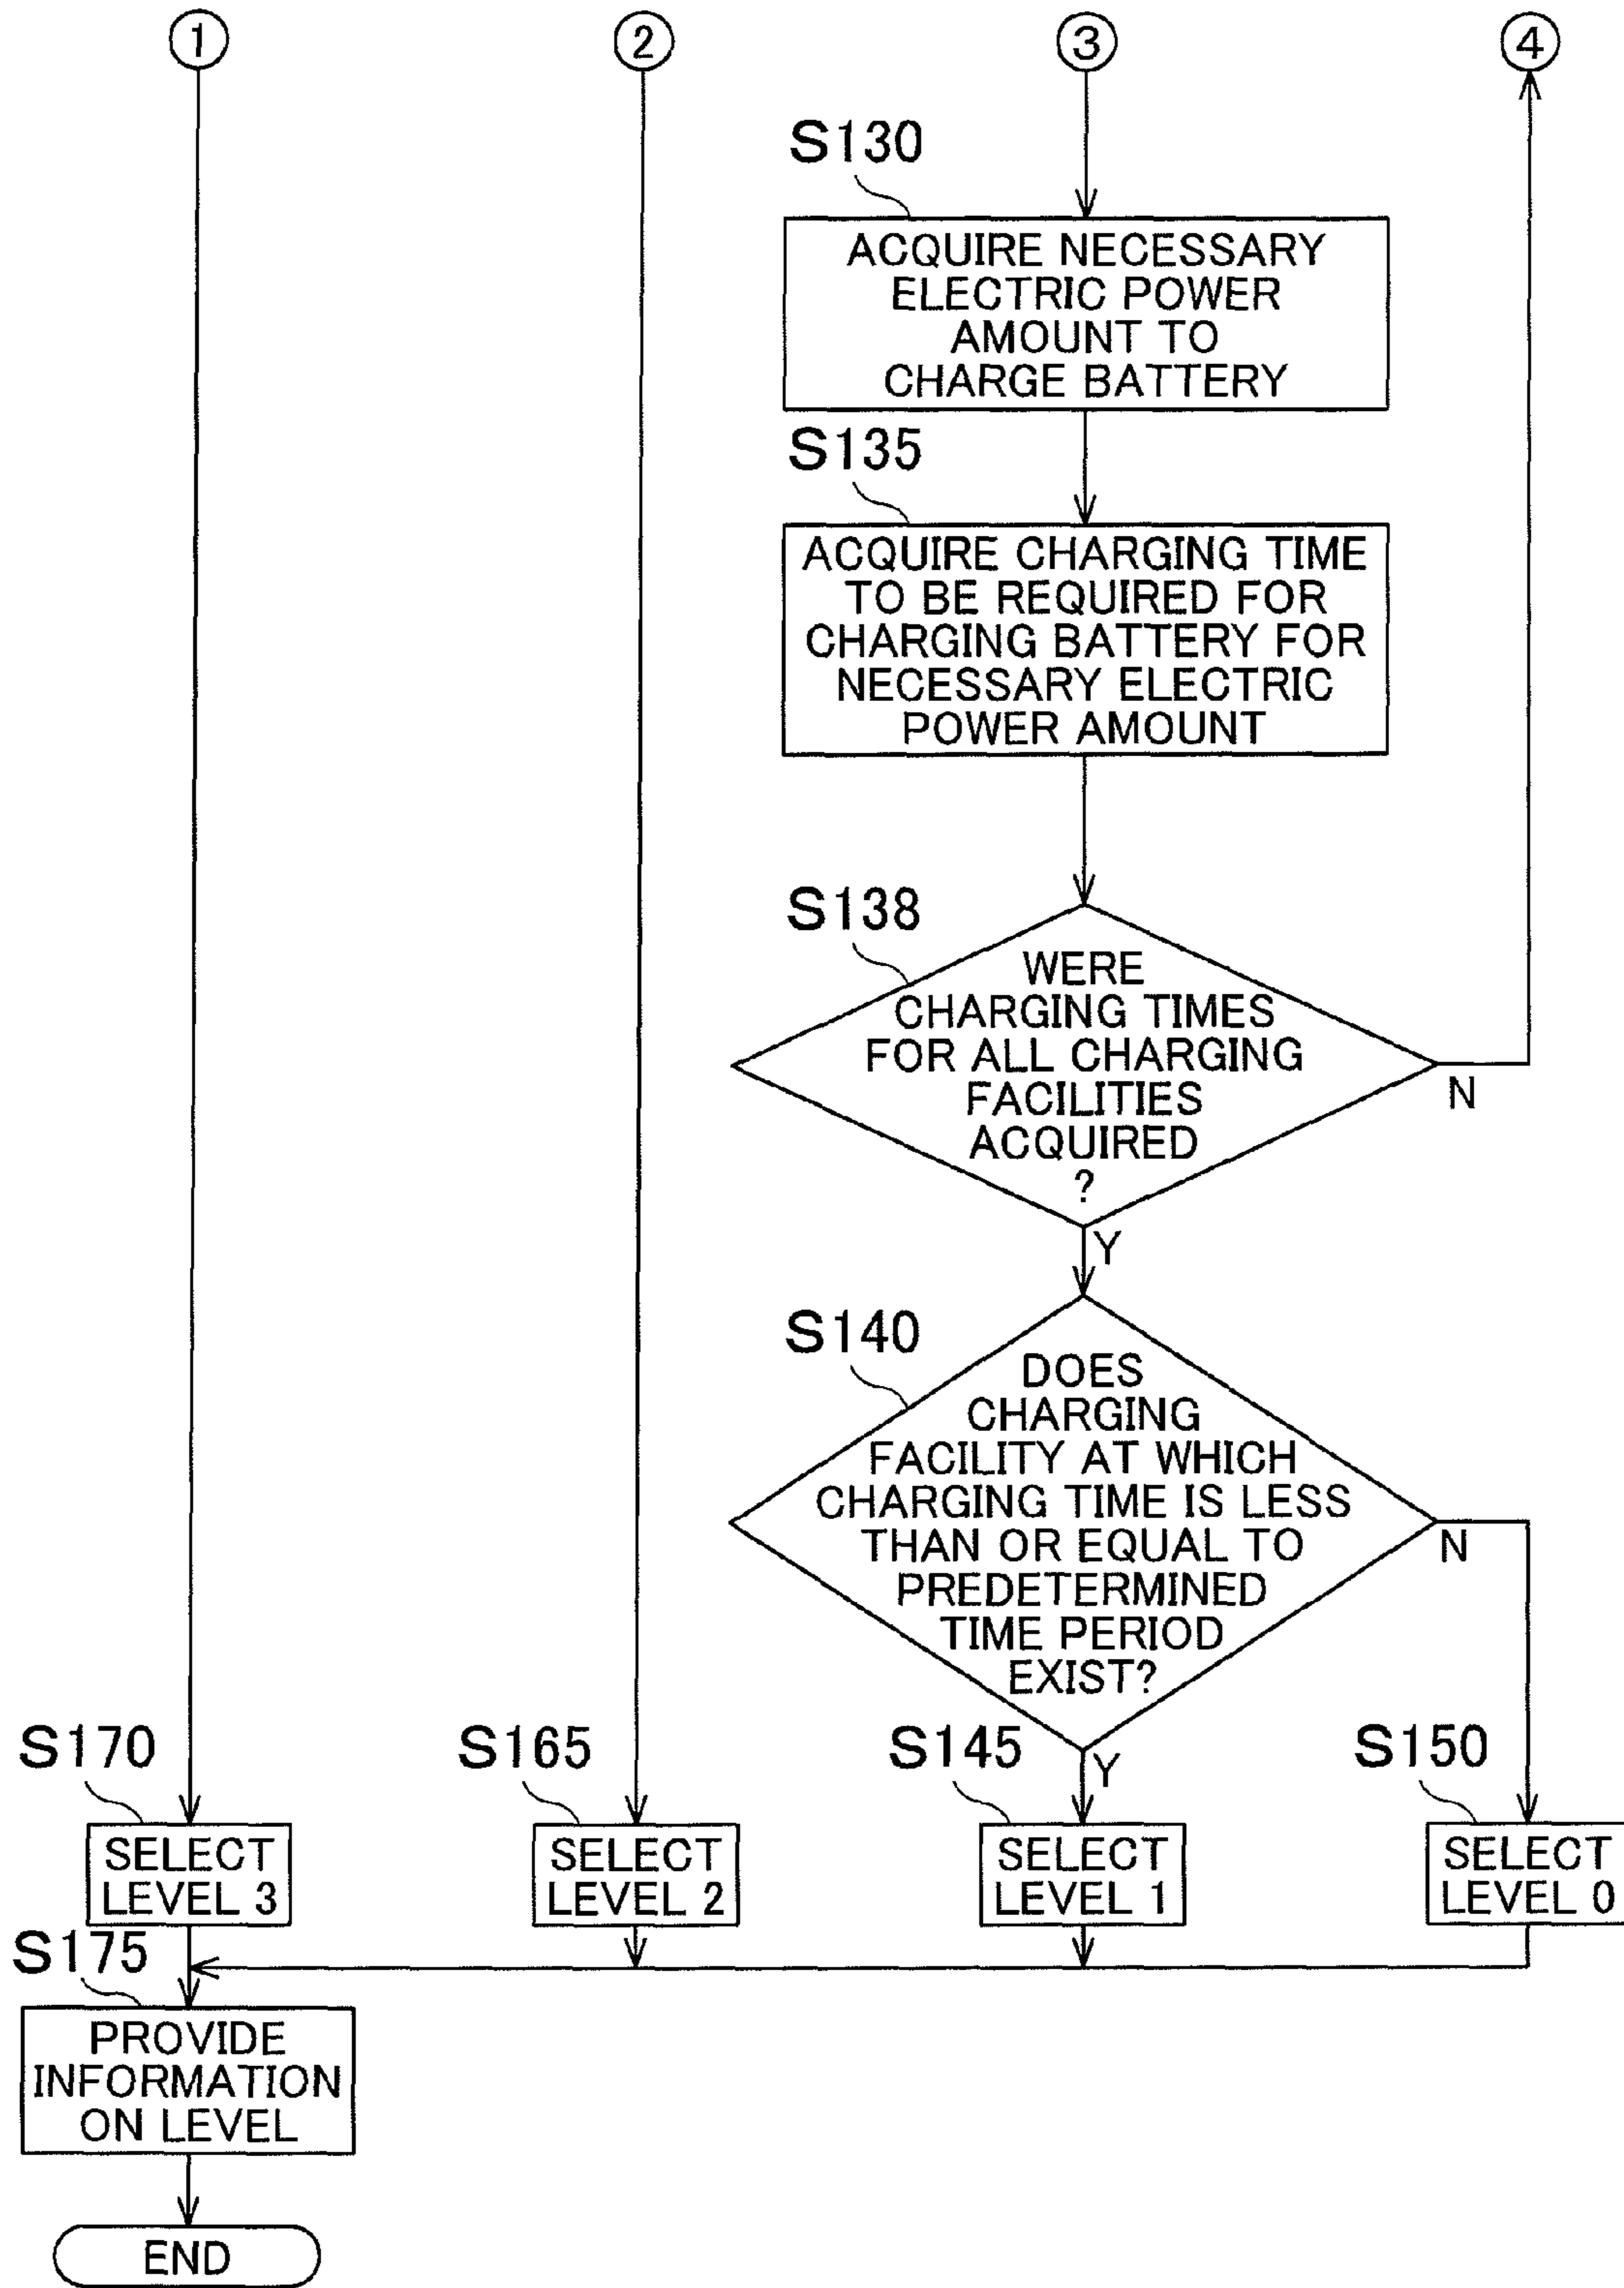 1
2
3
4
S130
ACQUIRE NECESSARY
ELECTRIC POWER
AMOUNT TO
CHARGE BATTERY
S135
ACQUIRE CHARGING TIME
TO BE REQUIRED FOR
CHARGING BATTERY FOR
NECESSARY ELECTRIC
POWER AMOUNT
S138
WERE
CHARGING TIMES
FOR ALL CHARGING
FACILITIES
ACQUIRED
?
N
Y
S140
DOES
CHARGING
FACILITY AT WHICH
CHARGING TIME IS LESS
THAN OR EQUAL TO
PREDETERMINED
TIME PERIOD
EXIST?
N
Y
S170
SELECT
LEVEL 3
S165
SELECT
LEVEL 2
S145
SELECT
LEVEL 1
S150
SELECT
LEVEL 0
S175
PROVIDE
INFORMATION
ON LEVEL
END